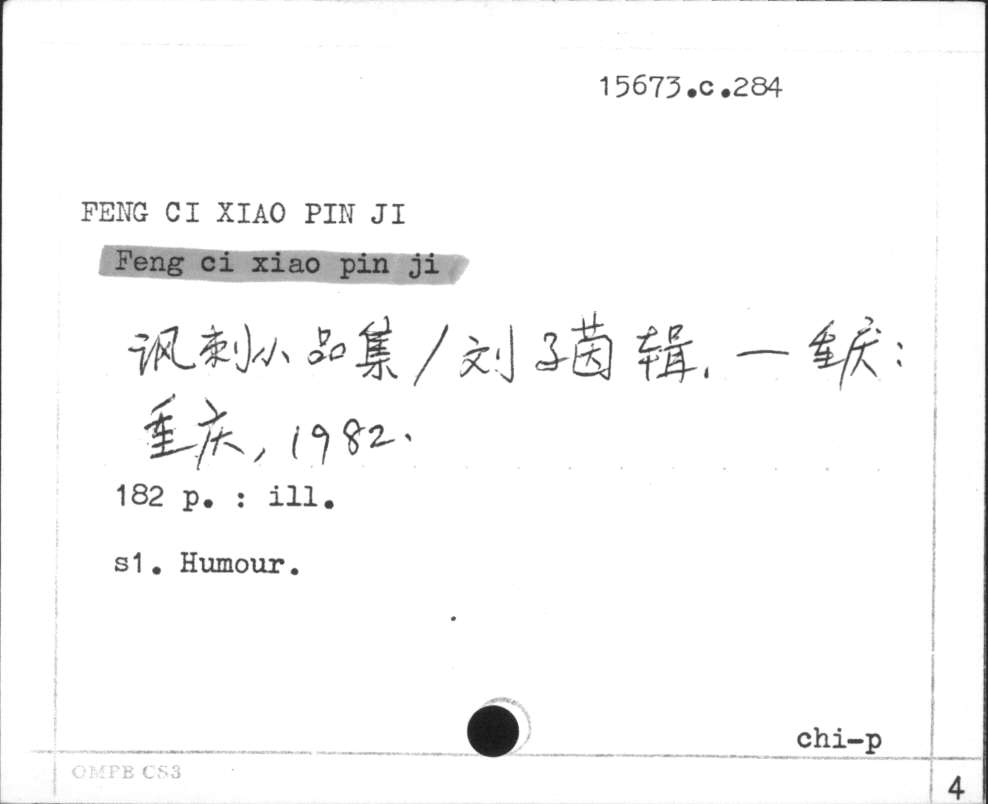 15673.c.284
FENG CI XIAO PIN JI
Feng ci xiao pin ji
讽刺小品集/刘子茵辑. — 重庆:
重庆, 1982.
182 p. : ill.
s1. Humour.
chi-p
OMPB CS3
4